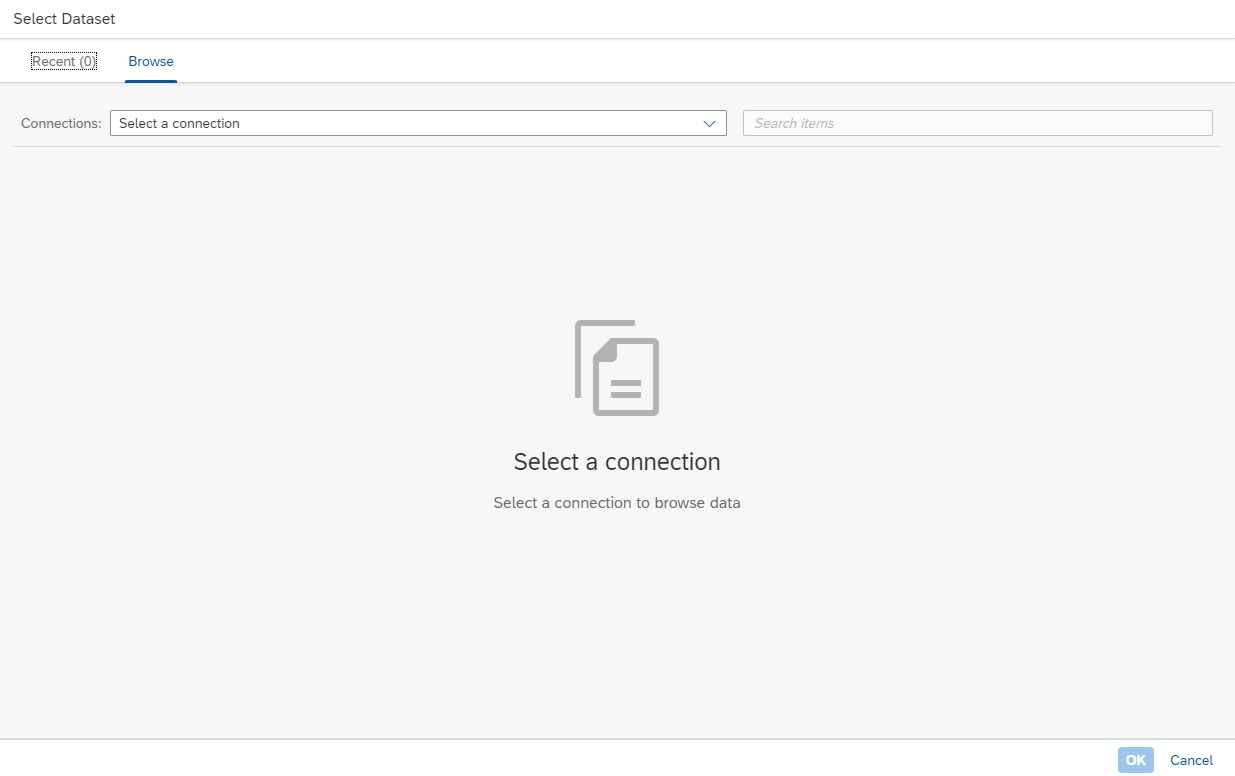 Select Dataset
Recent (0) Browse
Connections: Select a connection Search items
Select a connection
Select a connection to browse data
OK Cancel